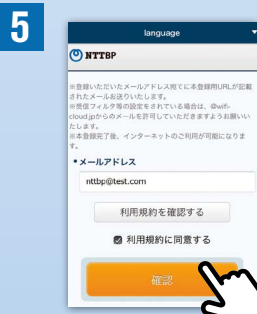 5
language
NTTBP
※登録いただいたメールアドレス宛てに本登録用URLが記載
されたメールお送りいたします。
※受信フィルタ等の設定をされている場合は、@wifi-
cloud.jpからのメールを許可していただきますようお願いい
たします。
※本登録完了後、インターネットのご利用が可能になりま
す。
•メールアドレス
nttbp@test.com
利用規約を確認する
利用規約に同意する
確認